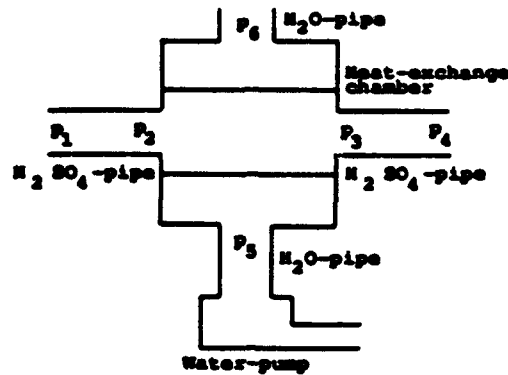 P6 H2O-pipe
Heat-exchange
chamber
P1 P2 P3 P4
H2 SO4-pipe H2 SO4-pipe
P5
H2O-pipe
Water-pump